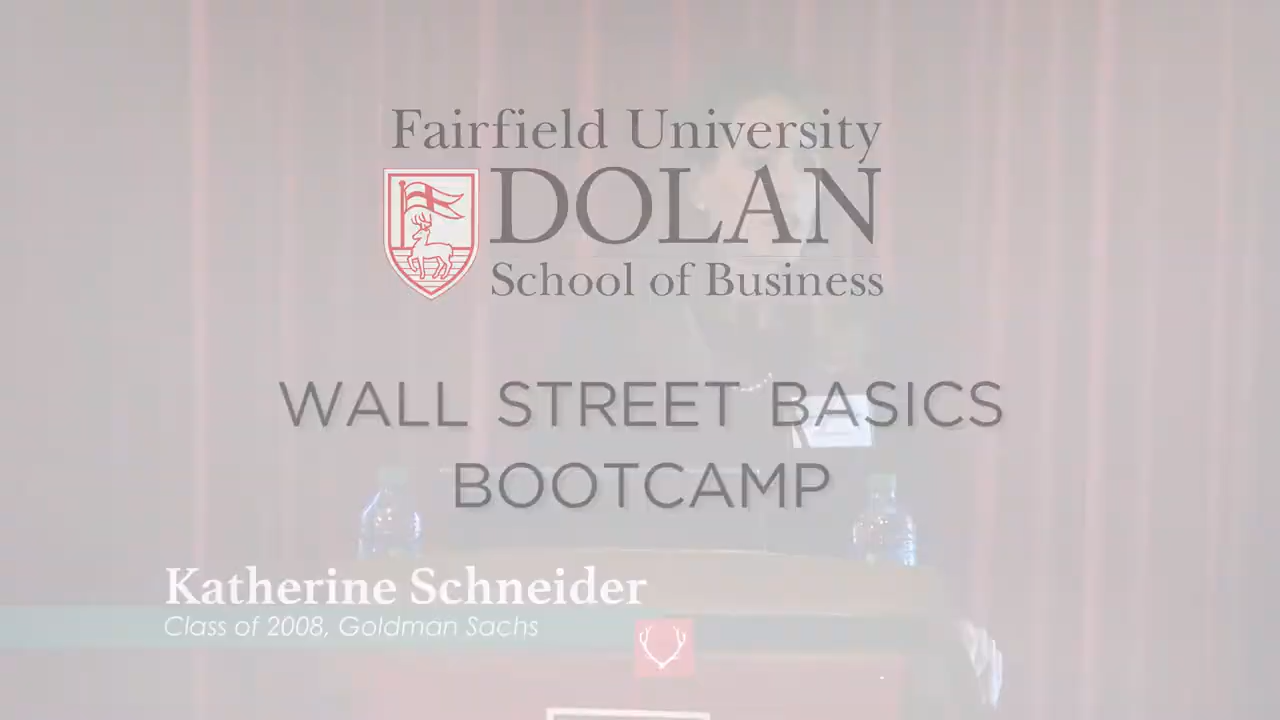 Fairfield University
DOLAN
School of Business
WALL STREET BASICS
BOOTCAMP
Katherine Schneider
Class of 2008, Goldman Sachs